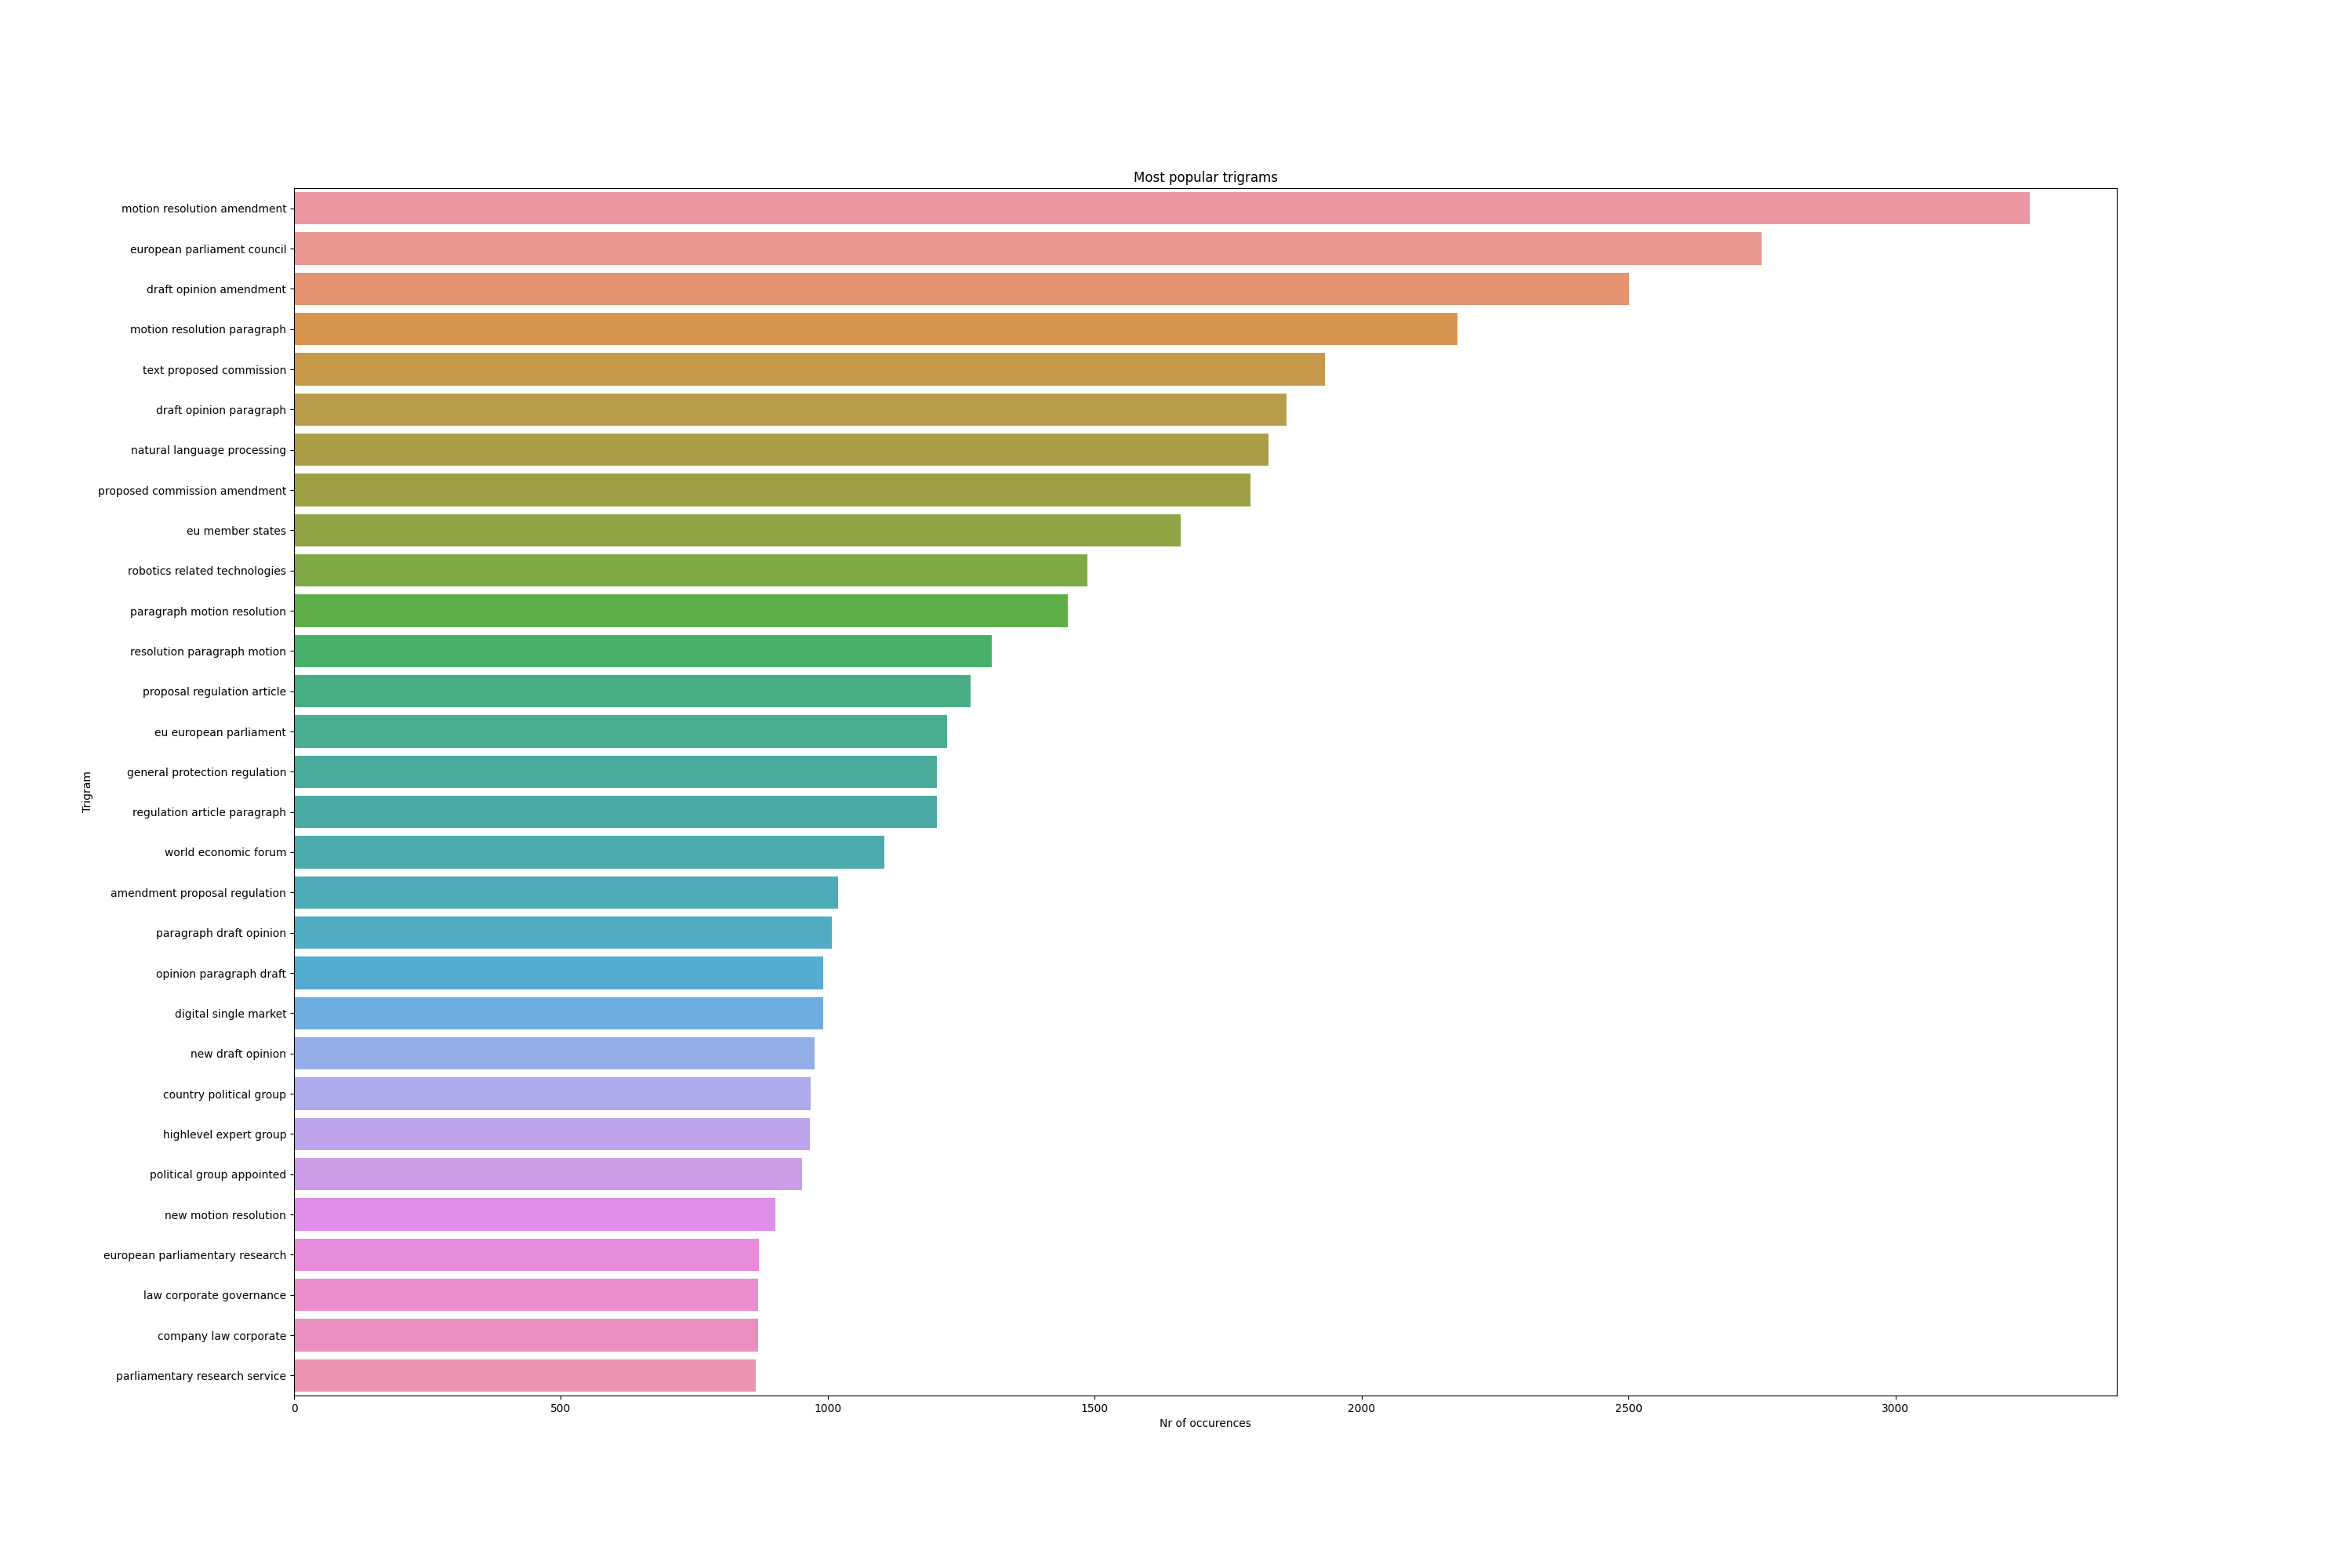 Most popular trigrams
motion resolution amendment
european parliament council
draft opinion amendment
motion resolution paragraph
text proposed commission
draft opinion paragraph
natural language processing
proposed commission amendment
eu member states
robotics related technologies
paragraph motion resolution
resolution paragraph motion
proposal regulation article
eu european parliament
general protection regulation
regulation article paragraph
world economic forum
amendment proposal regulation
paragraph draft opinion
opinion paragraph draft
digital single market
new draft opinion
country political group
highlevel expert group
political group appointed
new motion resolution
european parliamentary research
law corporate governance
company law corporate
parliamentary research service
Trigram
0 500 1000 1500 2000 2500 3000
Nr of occurences